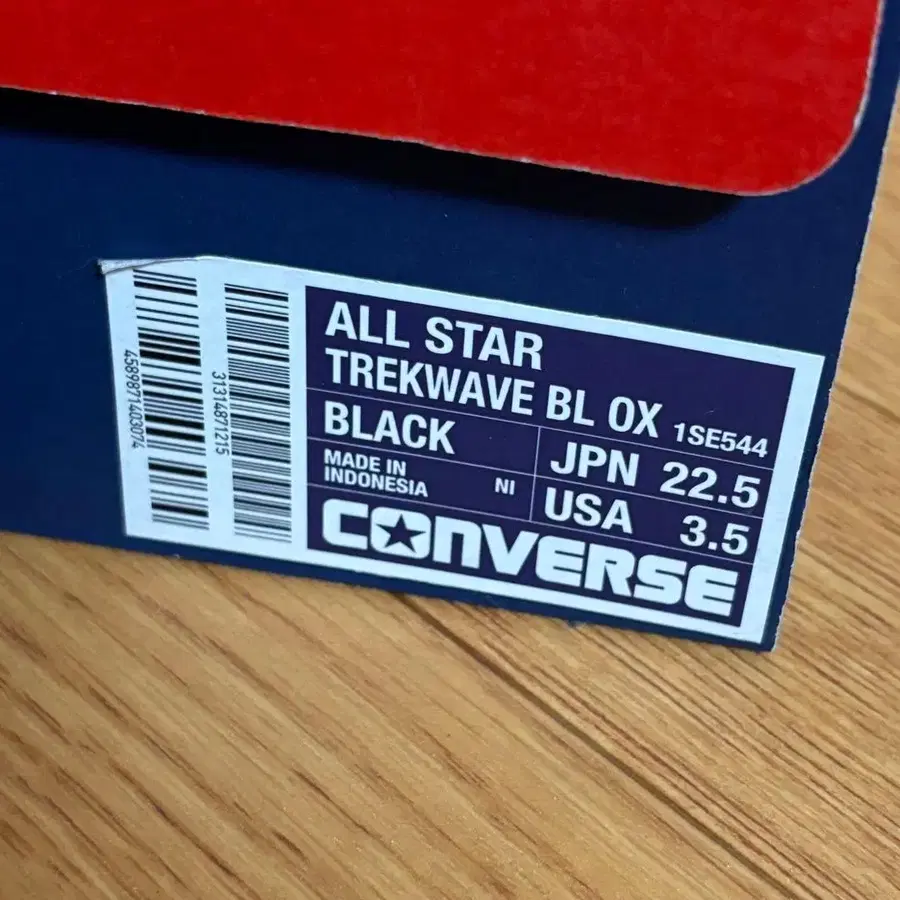 ALL STAR
TREKWAVE BL OX 1SE544
BLACK
JPN 22.5
MADE IN
INDONESIA NI
USA 3.5
CONVERSE
4589871403074
31314871215